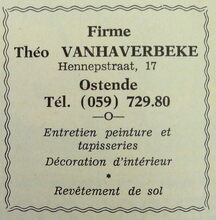 Firme
Théo VANHAVERBEKE
Hennepstraat, 17
Ostende
Tél. (059) 729.80
—O—
Entretien peinture et
tapisseries
Décoration d'intérieur
*
Revêtement de sol